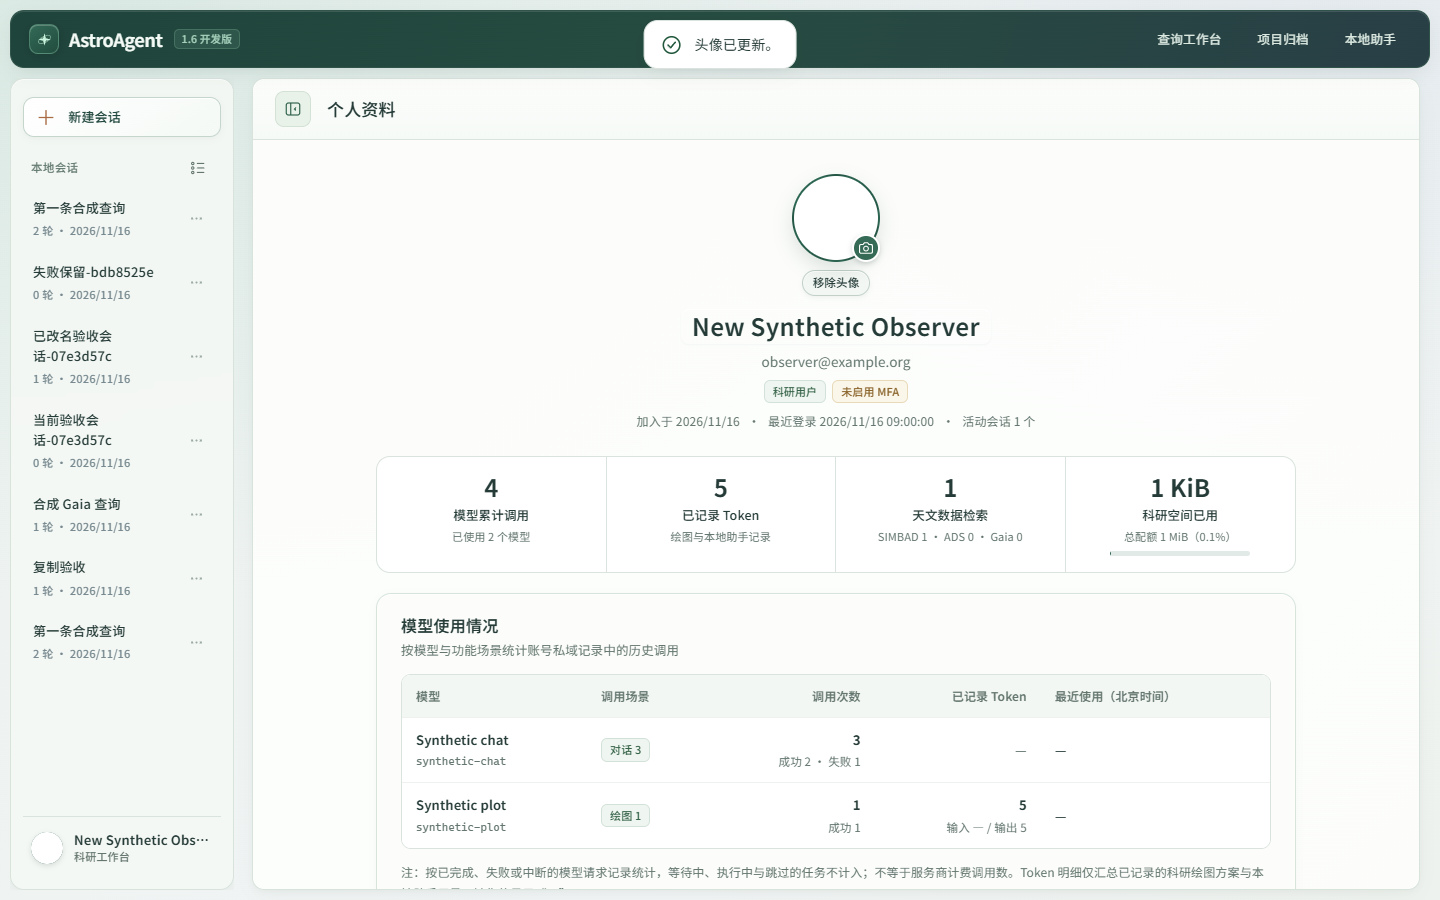 AstroAgent
1.6 开发版
头像已更新。
查询工作台
项目归档
本地助手
新建会话
本地会话
第一条合成查询
2 轮 • 2026/11/16
失败保留-bdb8525e
0 轮 • 2026/11/16
已改名验收会
话-07e3d57c
1 轮 • 2026/11/16
当前验收会
话-07e3d57c
0 轮 • 2026/11/16
合成 Gaia 查询
1 轮 • 2026/11/16
复制验收
1 轮 • 2026/11/16
第一条合成查询
2 轮 • 2026/11/16
New Synthetic Obs···
科研工作台
个人资料
移除头像
New Synthetic Observer
observer@example.org
科研用户
未启用 MFA
加入于 2026/11/16 • 最近登录 2026/11/16 09:00:00 • 活动会话 1 个
4
模型累计调用
已使用 2 个模型
5
已记录 Token
绘图与本地助手记录
1
天文数据检索
SIMBAD 1 • ADS 0 • Gaia 0
1 KiB
科研空间已用
总配额 1 MiB（0.1%）
模型使用情况
按模型与功能场景统计账号私域记录中的历史调用
模型 调用场景 调用次数 已记录 Token 最近使用（北京时间）
Synthetic chat
synthetic-chat
对话 3
3
成功 2 • 失败 1
—
—
Synthetic plot
synthetic-plot
绘图 1
1
成功 1
5
输入 — / 输出 5
—
注：按已完成、失败或中断的模型请求记录统计，等待中、执行中与跳过的任务不计入；不等于服务商计费调用数。Token 明细仅汇总已记录的科研绘图方案与本